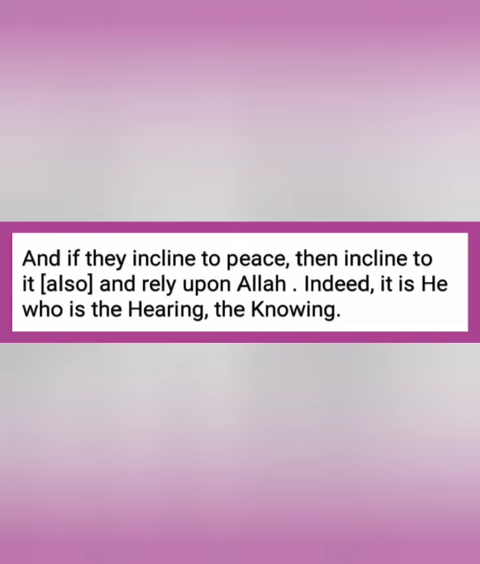 And if they incline to peace, then incline to
it [also] and rely upon Allah . Indeed, it is He
who is the Hearing, the Knowing.